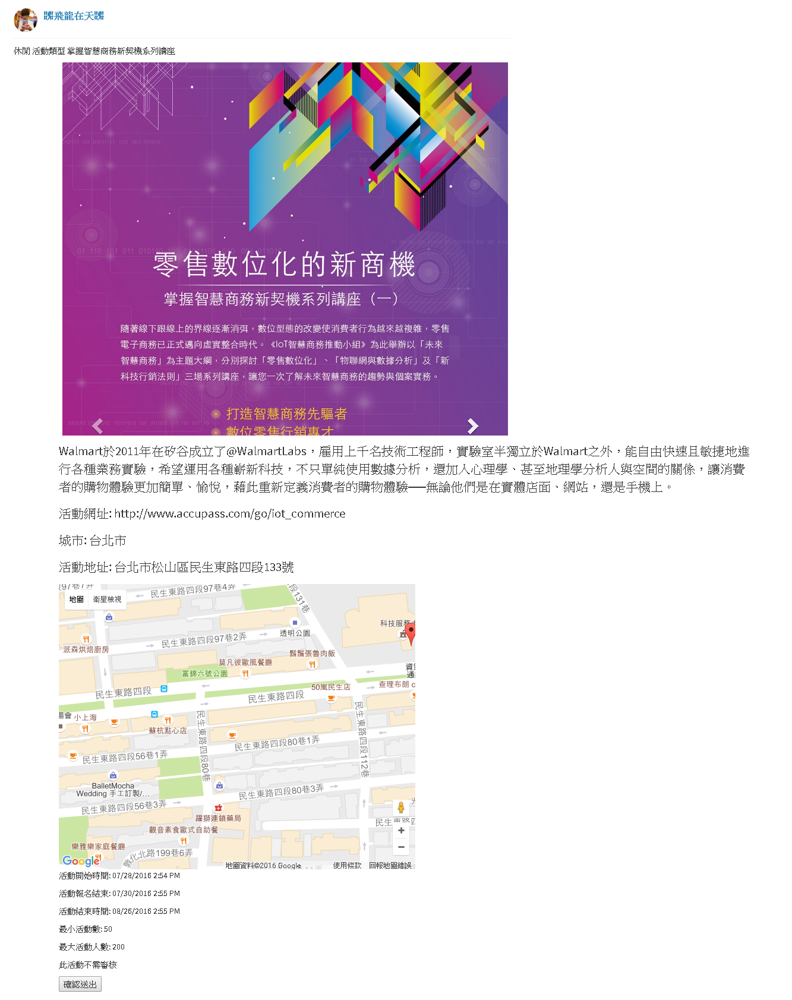 飛龍在天
休閒 活動類型 掌握智慧商務新契機系列講座
零售數位化的新商機
掌握智慧商務新契機系列講座（一）
隨著線下跟線上的界線逐漸消弭，數位型態的改變使消費者行為越來越複雜，零售
電子商務已正式邁向虛實整合時代。《IoT智慧商務推動小組》為此舉辦以「未來
智慧商務」為主題大綱，分別探討「零售數位化」、「物聯網與數據分析」及「新
科技行銷法則」三場系列講座，讓您一次了解未來智慧商務的趨勢與個案實務。
打造智慧商務先驅者
數位零售行銷專才
Walmart於2011年在矽谷成立了@WalmartLabs，雇用上千名技術工程師，實驗室半獨立於Walmart之外，能自由快速且敏捷地進
行各種業務實驗，希望運用各種嶄新科技，不只單純使用數據分析，還加入心理學、甚至地理學分析人與空間的關係，讓消費
者的購物體驗更加簡單、愉悅，藉此重新定義消費者的購物體驗──無論他們是在實體店面、網站，還是手機上。
活動網址: http://www.accupass.com/go/iot_commerce
城市: 台北市
活動地址: 台北市松山區民生東路四段133號
地圖 衛星檢視
民生東路四段97巷4弄
段131巷
科技服務
透明公園
民生東路四段97巷2弄
派森烘焙廚房
鬍鬚張魯肉飯
莫凡彼歐風餐廳
富錦六號公園
50嵐民生店
查理布朗 c
民生東路四段
民生東路四段
小上海
蘇杭點心店
民生東路四段80巷
民生東路四段112巷
民生東路四段80巷1弄
民生東路四段56巷1弄
BalletMocha
Wedding 手工訂製/...
民生東路四段80巷3弄
民生東路四段56巷3弄
躍獅連鎖藥局
觀音素食歐式自助餐
樂雅樂家庭餐廳
敦化北路199巷6弄
Google
地圖資料©2016 Google 使用條款 回報地圖錯誤
活動開始時間: 07/28/2016 2:54 PM
活動報名結束: 07/30/2016 2:55 PM
活動結束時間: 08/26/2016 2:55 PM
最小活動數: 50
最大活動人數: 200
此活動不需審核
確認送出